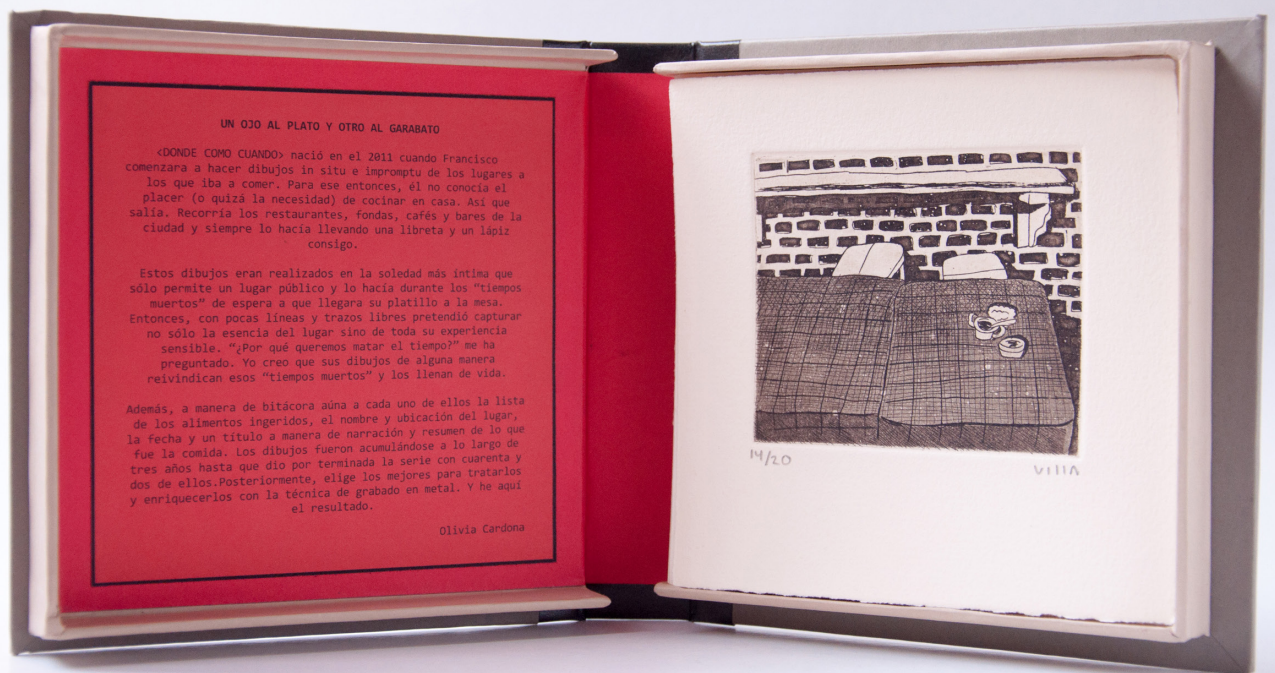 UN OJO AL PLATO Y OTRO AL GARABATO
<DONDE COMO CUANDO> nació en el 2011 cuando Francisco
comenzara a hacer dibujos in situ e impromptu de los lugares a
los que iba a comer. Para ese entonces, él no conocía el
placer (o quizá la necesidad) de cocinar en casa. Así que
salía. Recorría los restaurantes, fondas, cafés y bares de la
ciudad y siempre lo hacía llevando una libreta y un lápiz
consigo.
Estos dibujos eran realizados en la soledad más íntima que
sólo permite un lugar público y lo hacía durante los “tiempos
muertos” de espera a que llegara su platillo a la mesa.
Entonces, con pocas líneas y trazos libres pretendió capturar
no sólo la esencia del lugar sino de toda su experiencia
sensible. “¿Por qué queremos matar el tiempo?” me ha
preguntado. Yo creo que sus dibujos de alguna manera
reivindican esos “tiempos muertos” y los llenan de vida.
Además, a manera de bitácora aúna a cada uno de ellos la lista
de los alimentos ingeridos, el nombre y ubicación del lugar,
la fecha y un título a manera de narración y resumen de lo que
fue la comida. Los dibujos fueron acumulándose a lo largo de
tres años hasta que dio por terminada la serie con cuarenta y
dos de ellos.Posteriormente, elige los mejores para tratarlos
y enriquecerlos con la técnica de grabado en metal. Y he aquí
el resultado.
Olivia Cardona
14/20
VILLA